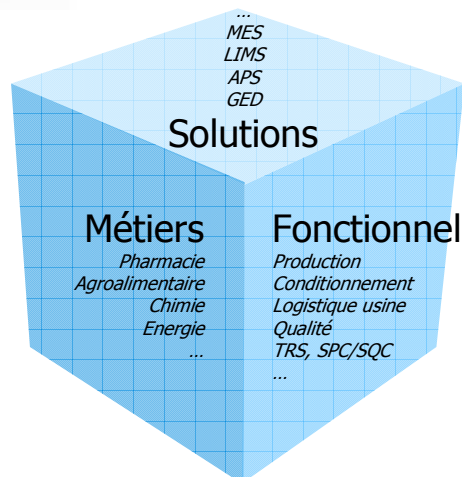 ...
MES
LIMS
APS
GED
Solutions
Métiers
Pharmacie
Agroalimentaire
Chimie
Energie
...
Fonctionnel
Production
Conditionnement
Logistique usine
Qualité
TRS, SPC/SQC
...